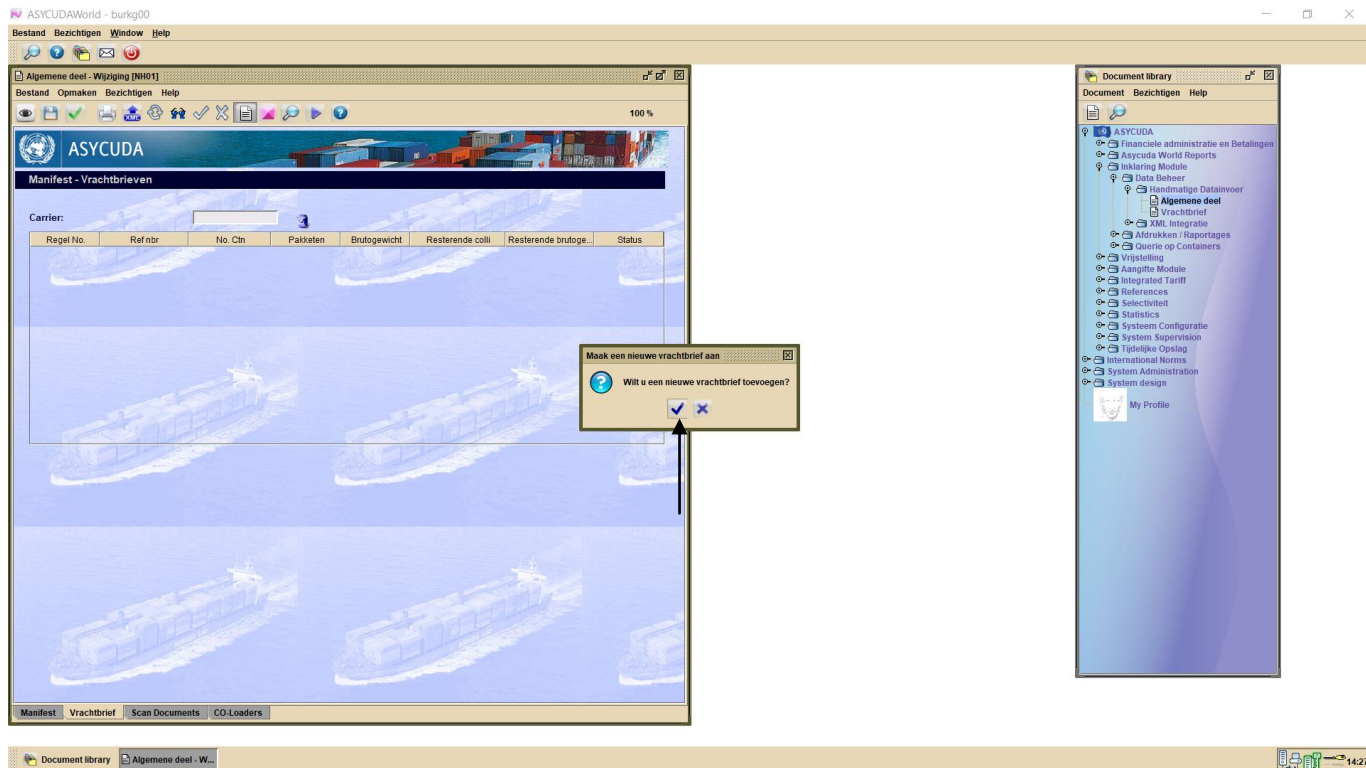 ASYCUDAWorld - burkg00
Bestand Bezichtigen Window Help
Algemene deel - Wijziging [NH01]
Bestand Opmaken Bezichtigen Help
XML
100 %
ASYCUDA
Manifest - Vrachtbrieven
Carrier:
Regel No. Ref nbr No. Ctn Pakketen Brutogewicht Resterende colli Resterende brutoge... Status
Maak een nieuwe vrachtbrief aan
Wilt u een nieuwe vrachtbrief toevoegen?
Manifest Vrachtbrief Scan Documents CO-Loaders
Document library
Document Bezichtigen Help
ASYCUDA
Financiele administratie en Betalingen
Asycuda World Reports
Inklaring Module
Data Beheer
Handmatige Datainvoer
Algemene deel
Vrachtbrief
XML Integratie
Afdrukken / Raportages
Querie op Containers
Vrijstelling
Aangifte Module
Integrated Tariff
References
Selectiviteit
Statistics
Systeem Configuratie
System Supervision
Tijdelijke Opslag
International Norms
System Administration
System design
My Profile
Document library Algemene deel - W...
14:27